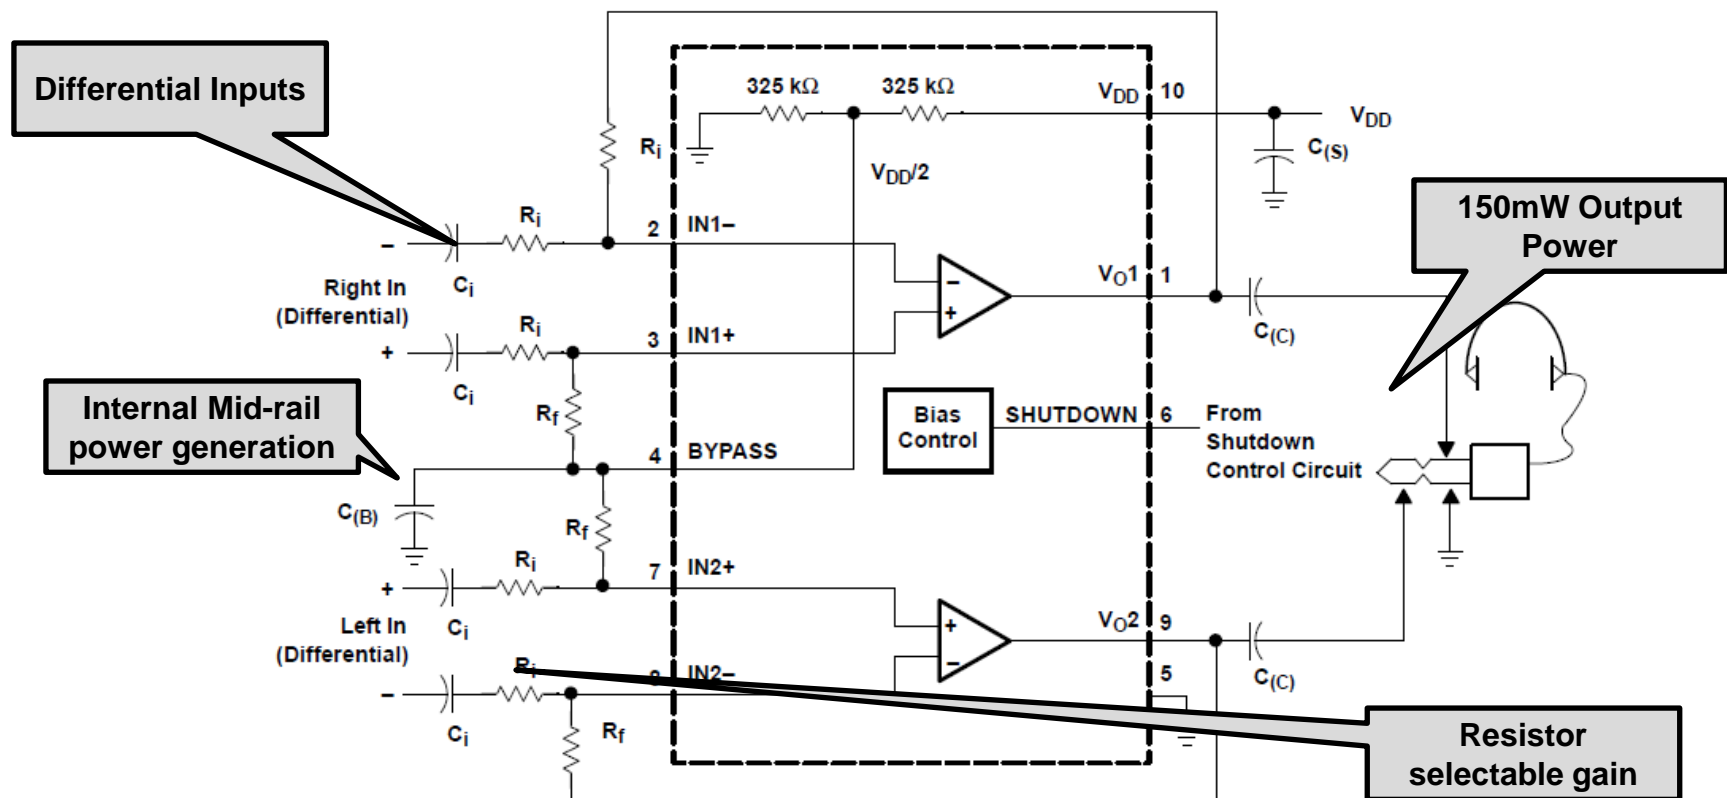 Differential Inputs
325 kΩ
325 kΩ
VDD
10
VDD
C(S)
Ri
VDD/2
150mW Output
Power
Ri
2
IN1–
–
Ci
Right In
(Differential)
–
+
VO1
1
C(C)
Ri
3
IN1+
+
Ci
Internal Mid-rail
power generation
Rf
Bias
Control
SHUTDOWN
6
From
Shutdown
Control Circuit
4
BYPASS
C(B)
Rf
Ri
7
IN2+
+
Ci
Left In
(Differential)
+
–
VO2
9
C(C)
Ri
8
IN2–
5
–
Ci
Rf
Resistor
selectable gain